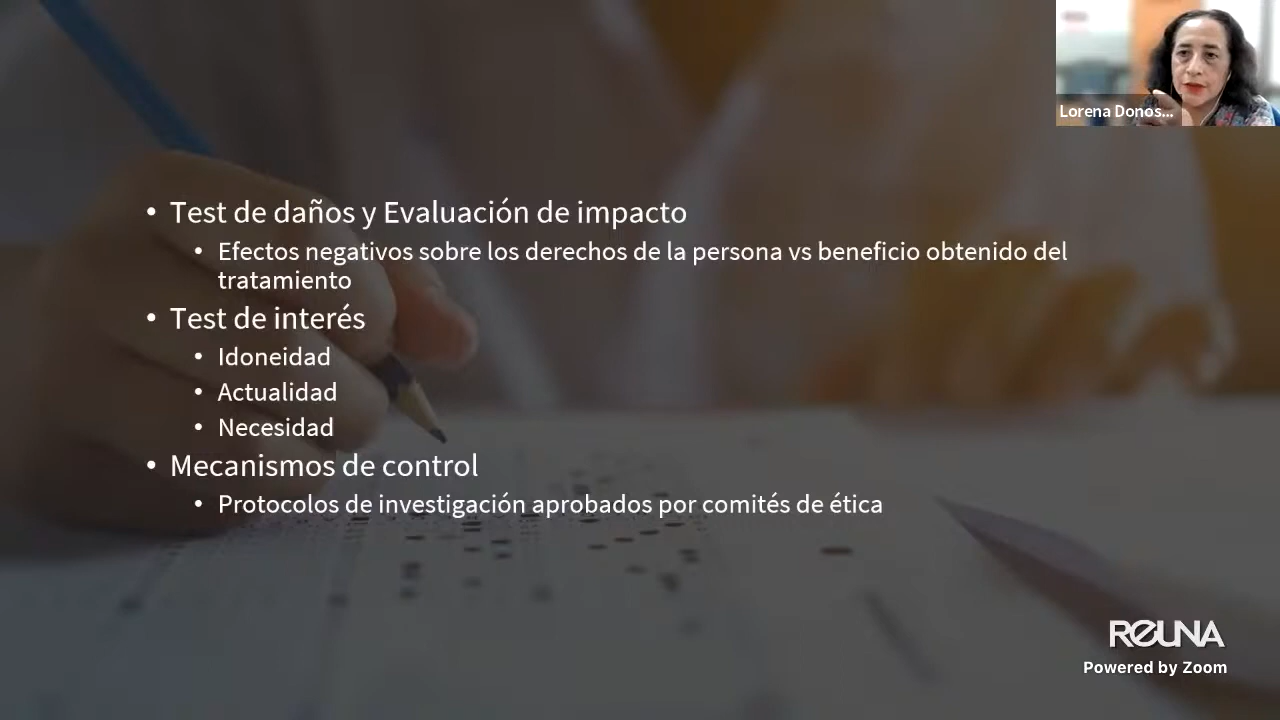 Lorena Donos...
• Test de daños y Evaluación de impacto
• Efectos negativos sobre los derechos de la persona vs beneficio obtenido del
tratamiento
• Test de interés
• Idoneidad
• Actualidad
• Necesidad
• Mecanismos de control
• Protocolos de investigación aprobados por comités de ética
REUNA
Powered by Zoom